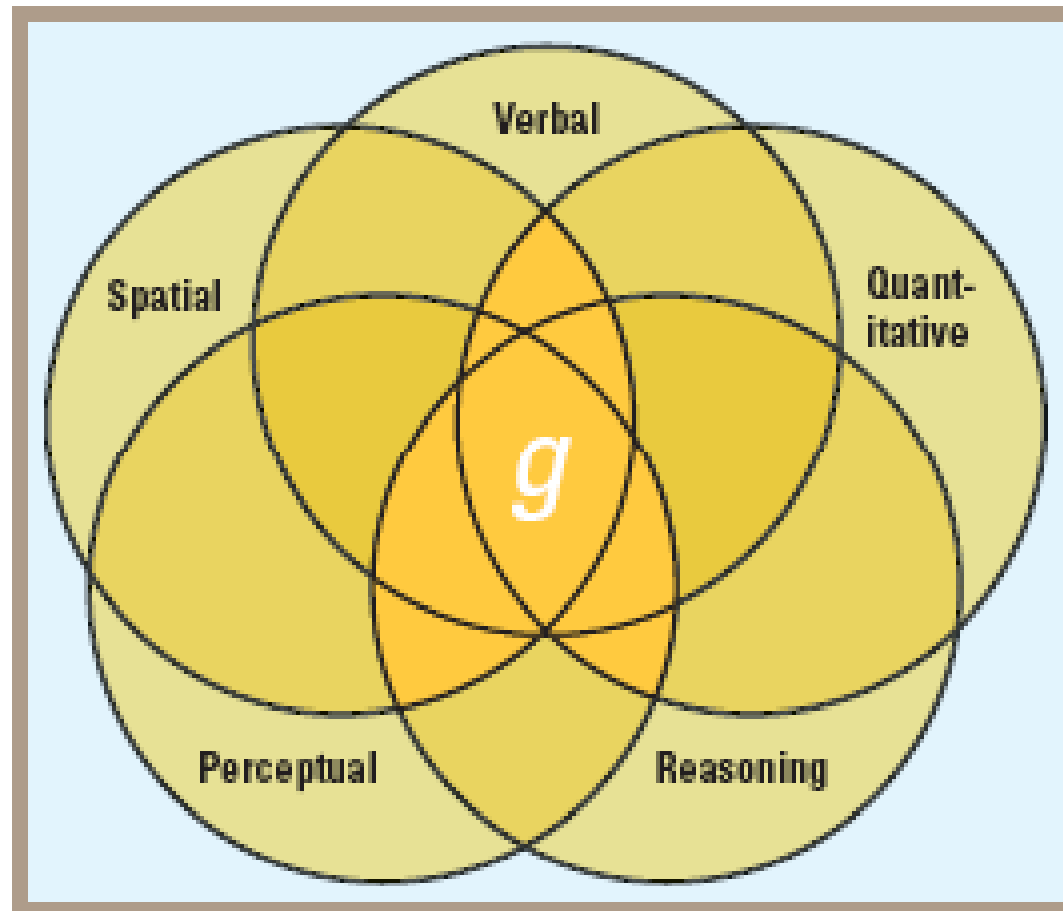 Verbal
Spatial
Quant-
itative
g
Perceptual
Reasoning